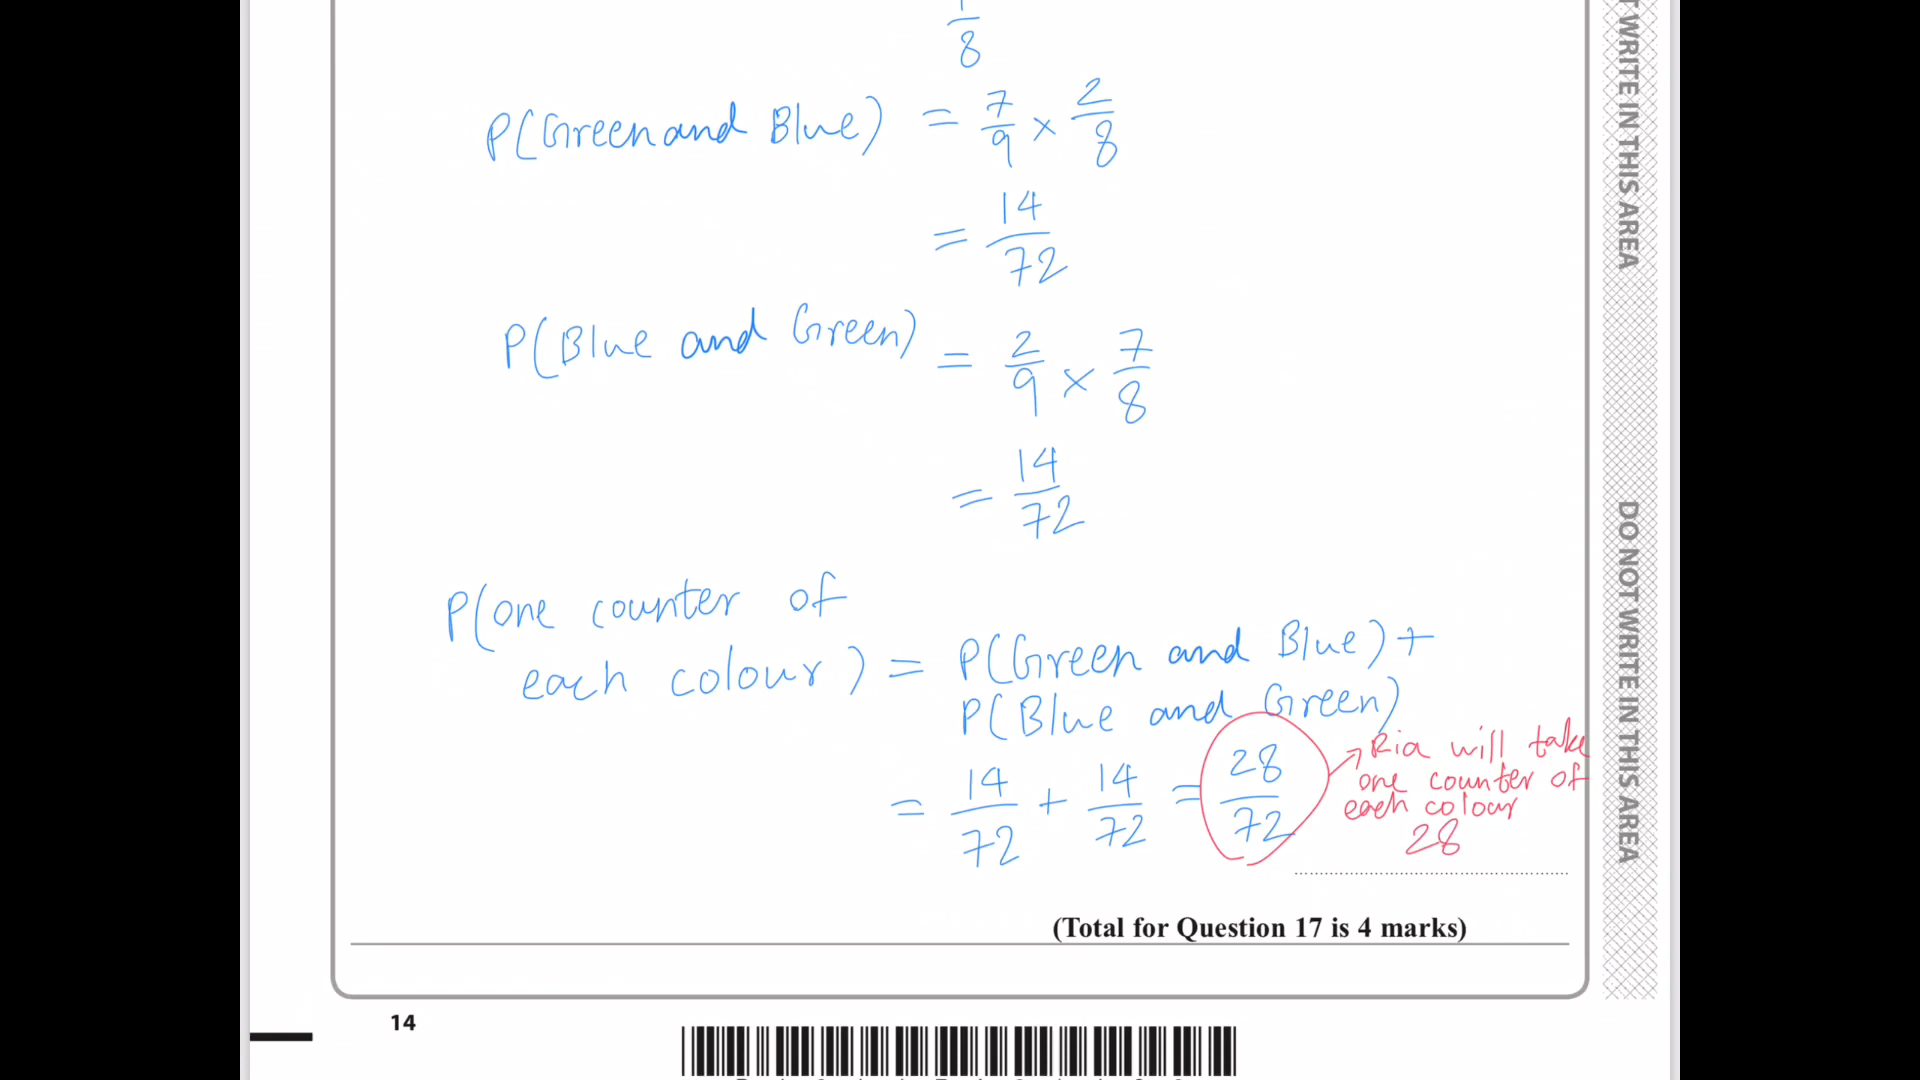 8
P(Green and Blue) = 7/9 × 2/8
= 14/72
P(Blue and Green) = 2/9 × 7/8
= 14/72
P(one counter of
each colour) = P(Green and Blue) +
P(Blue and Green)
= 14/72 + 14/72 = 28/72
Ria will take
one counter of
each colour
28
(Total for Question 17 is 4 marks)
14
T WRITE IN THIS AREA
DO NOT WRITE IN THIS AREA